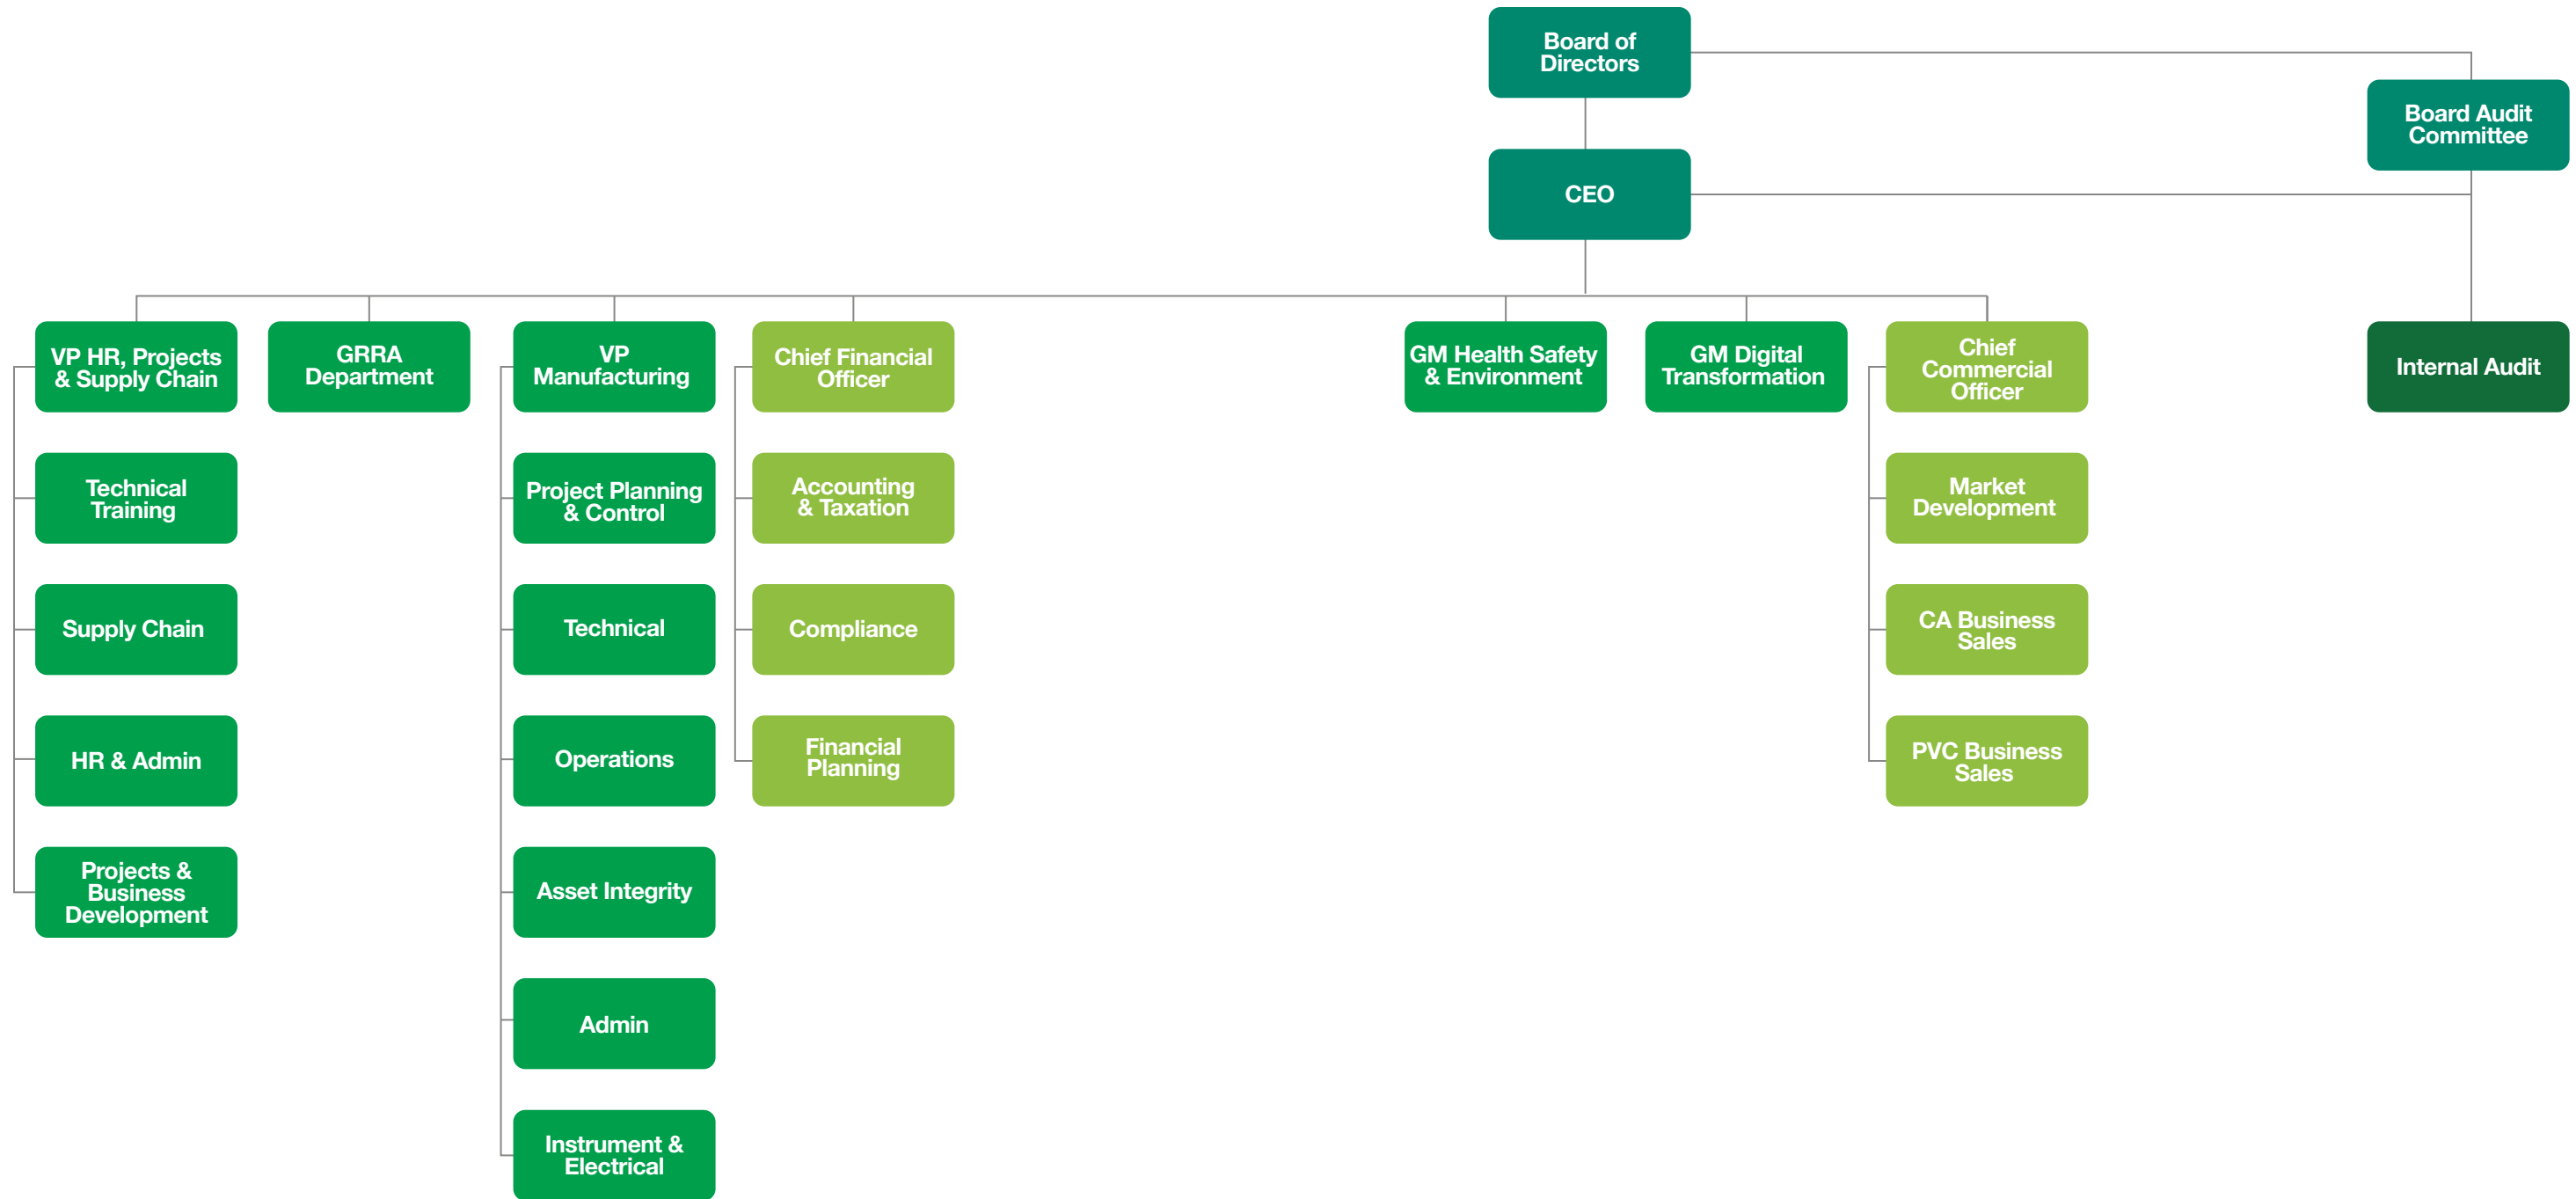 Board of
Directors
Board Audit
Committee
CEO
VP HR, Projects
& Supply Chain
GRRA
Department
VP
Manufacturing
Chief Financial
Officer
GM Health Safety
& Environment
GM Digital
Transformation
Chief
Commercial
Officer
Internal Audit
Technical
Training
Project Planning
& Control
Accounting
& Taxation
Market
Development
Supply Chain
Technical
Compliance
CA Business
Sales
HR & Admin
Operations
Financial
Planning
PVC Business
Sales
Projects &
Business
Development
Asset Integrity
Admin
Instrument &
Electrical